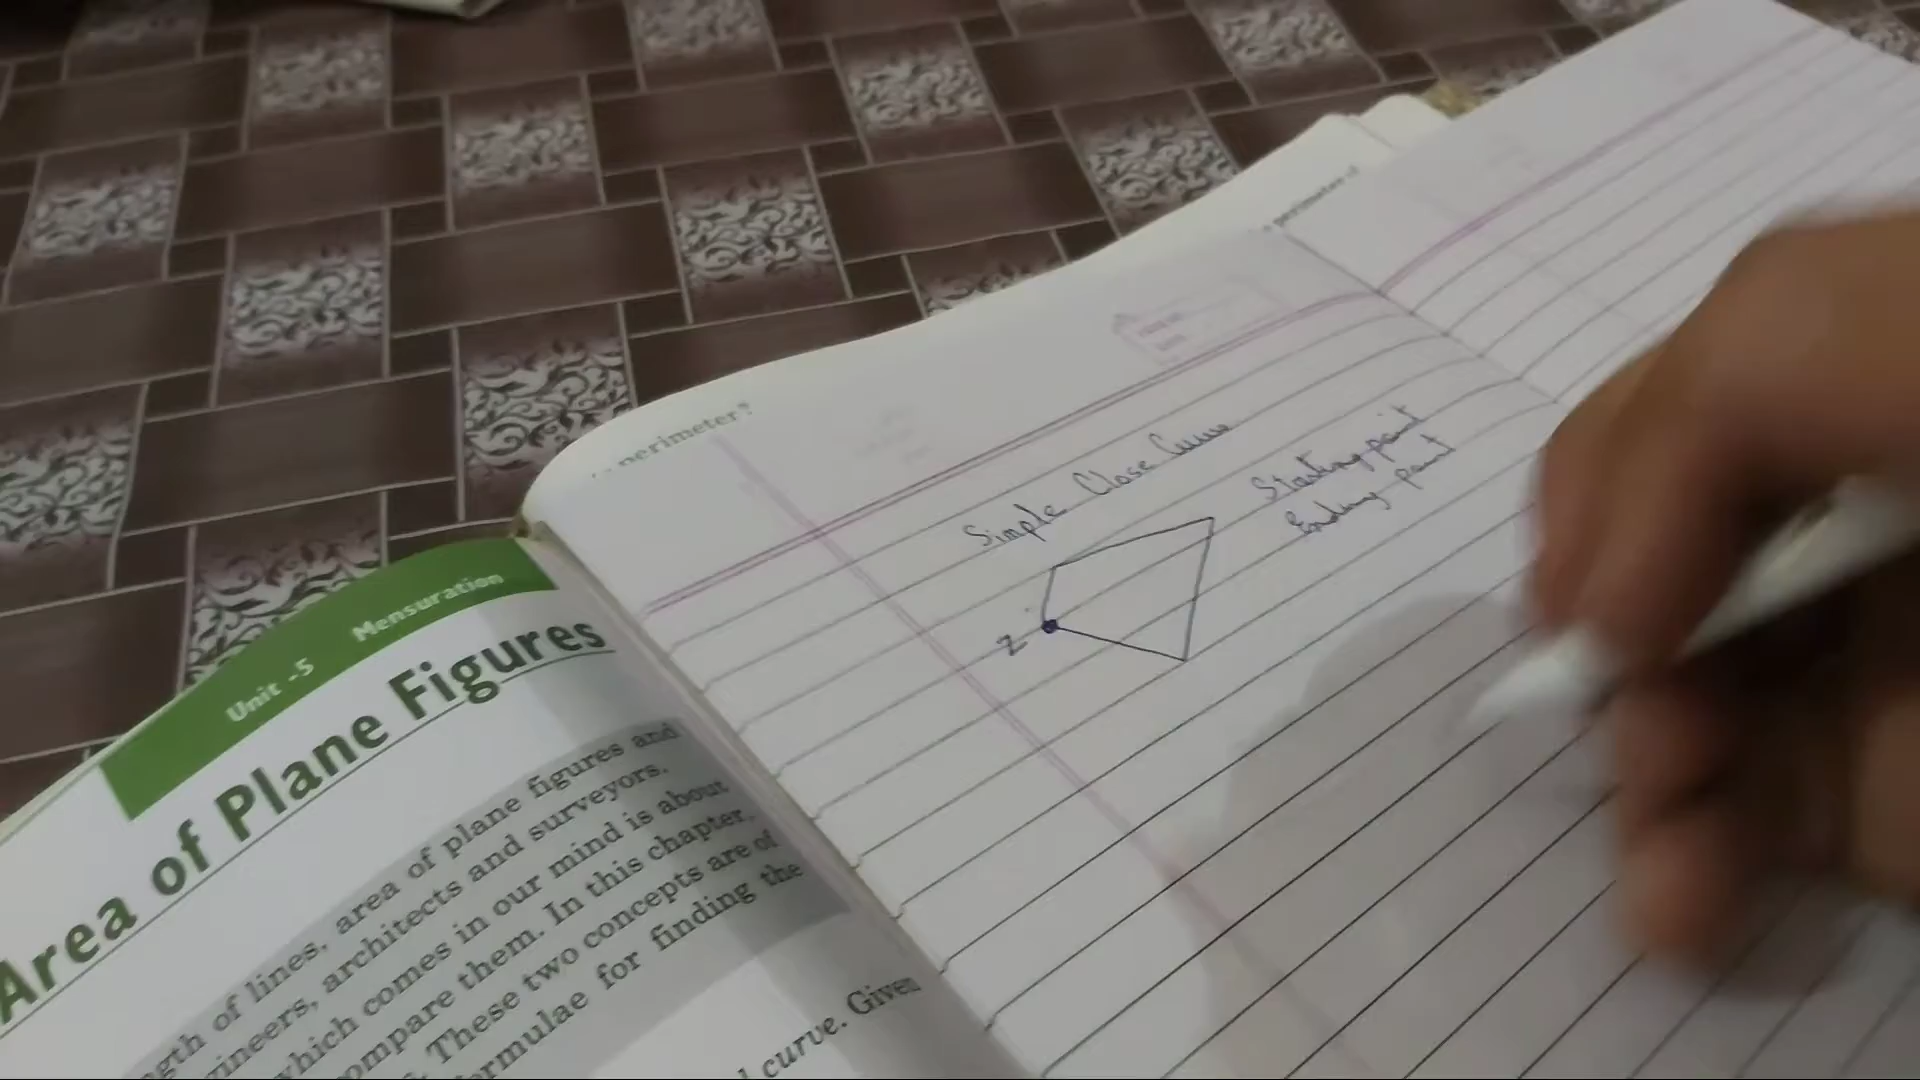 Unit -5 Mensuration
Area of Plane Figures
of lines, area of plane figures and
architects and surveyors.
which comes in our mind is about
compare them. In this chapter,
These two concepts are of
formulae for finding the
curve. Given
perimeter?
perimeter
Simple Close Curve
Starting point
Ending point
Z